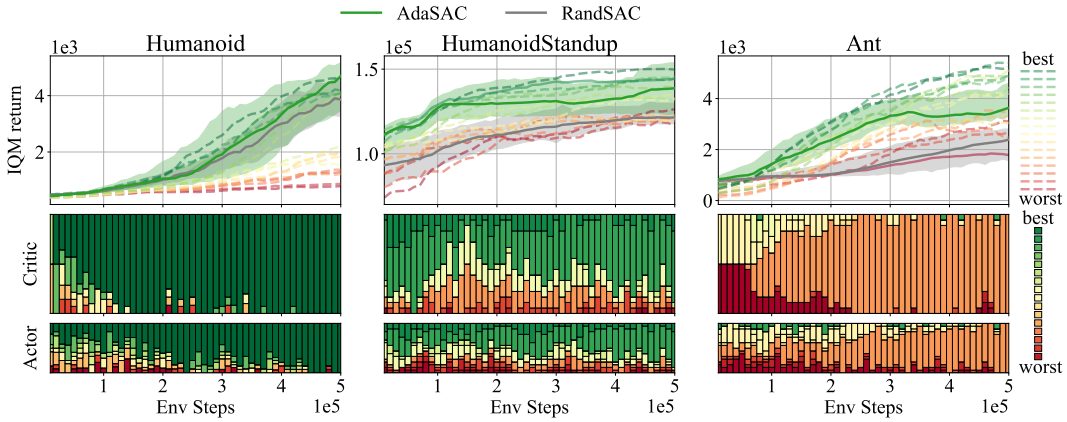 AdaSAC RandSAC
Humanoid HumanoidStandup Ant
1e3 1e5 1e3
IQM return
4
2
1.5
1.0
4
2
0
best
worst
Critic
Actor
best
worst
1 2 3 4 5 1 2 3 4 5 1 2 3 4 5
Env Steps Env Steps Env Steps
1e5 1e5 1e5